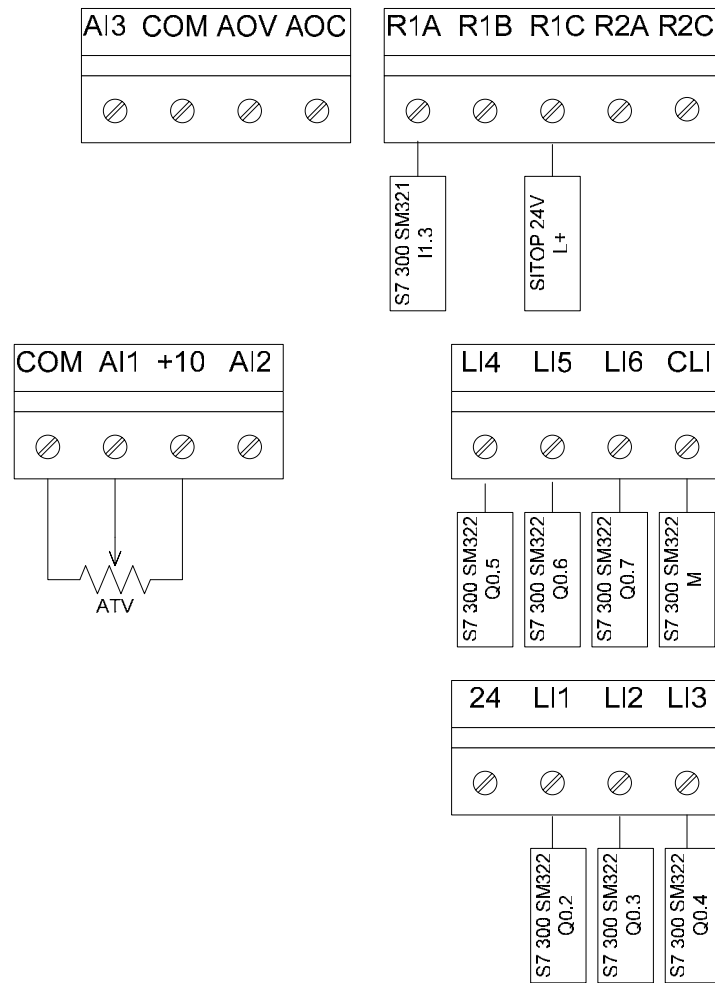 AI3 COM AOV AOC
R1A R1B R1C R2A R2C
S7 300 SM321
I1.3
SITOP 24V
L+
COM AI1 +10 AI2
ATV
LI4 LI5 LI6 CLI
S7 300 SM322
Q0.5
S7 300 SM322
Q0.6
S7 300 SM322
Q0.7
S7 300 SM322
M
24 LI1 LI2 LI3
S7 300 SM322
Q0.2
S7 300 SM322
Q0.3
S7 300 SM322
Q0.4